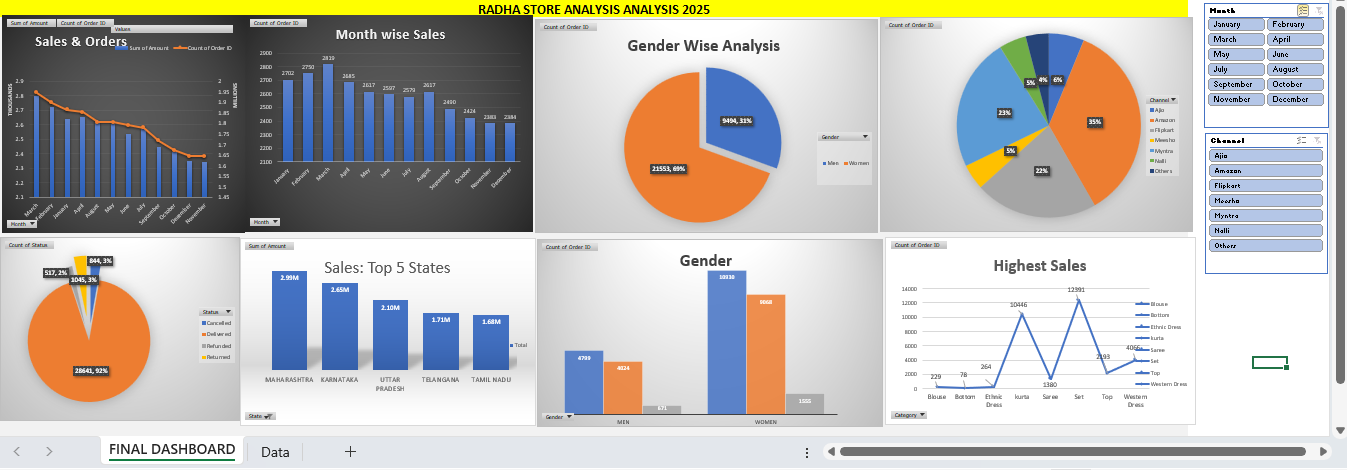 RADHA STORE ANALYSIS ANALYSIS 2025
Sum of Amount Count of Order ID
Values
Sales & Orders
Sum of Amount Count of Order ID
THOUSANDS
MILLIONS
2.9
2.8
2.7
2.6
2.5
2.4
2.3
2.2
2.1
2
1.95
1.9
1.85
1.8
1.75
1.7
1.65
1.6
1.55
1.5
1.45
March February January April August May June July September October December November
Month
Count of Order ID
Month wise Sales
2900
2800
2700
2600
2500
2400
2300
2200
2100
2702 2750 2819 2685 2617 2597 2579 2617 2490 2424 2383 2384
January February March April May June July August September October November December
Month
Count of Order ID
Gender Wise Analysis
9494, 31%
21553, 69%
Gender
Men Women
Count of Order ID
6%
35%
22%
5%
23%
5%
4%
Channel
Ajio
Amazon
Flipkart
Meesho
Myntra
Nalli
Others
Month
January February
March April
May June
July August
September October
November December
Channel
Ajio
Amazon
Flipkart
Meesho
Myntra
Nalli
Others
Count of Status
844, 3%
517, 2%
1045, 3%
28641, 92%
Status
Cancelled
Delivered
Refunded
Returned
Sum of Amount
Sales: Top 5 States
2.99M 2.65M 2.10M 1.71M 1.68M
Total
MAHARASHTRA KARNATAKA UTTAR PRADESH TELANGANA TAMIL NADU
State
Count of Order ID
Gender
4799 4024 671
10930 9068 1555
MEN WOMEN
Gender
Count of Order ID
Highest Sales
14000
12000
10000
8000
6000
4000
2000
0
229 78 264 10446 1380 12391 2193 4066
Blouse Bottom Ethnic Dress kurta Saree Set Top Western Dress
Blouse
Bottom
Ethnic Dress
kurta
Saree
Set
Top
Western Dress
Category
FINAL DASHBOARD Data